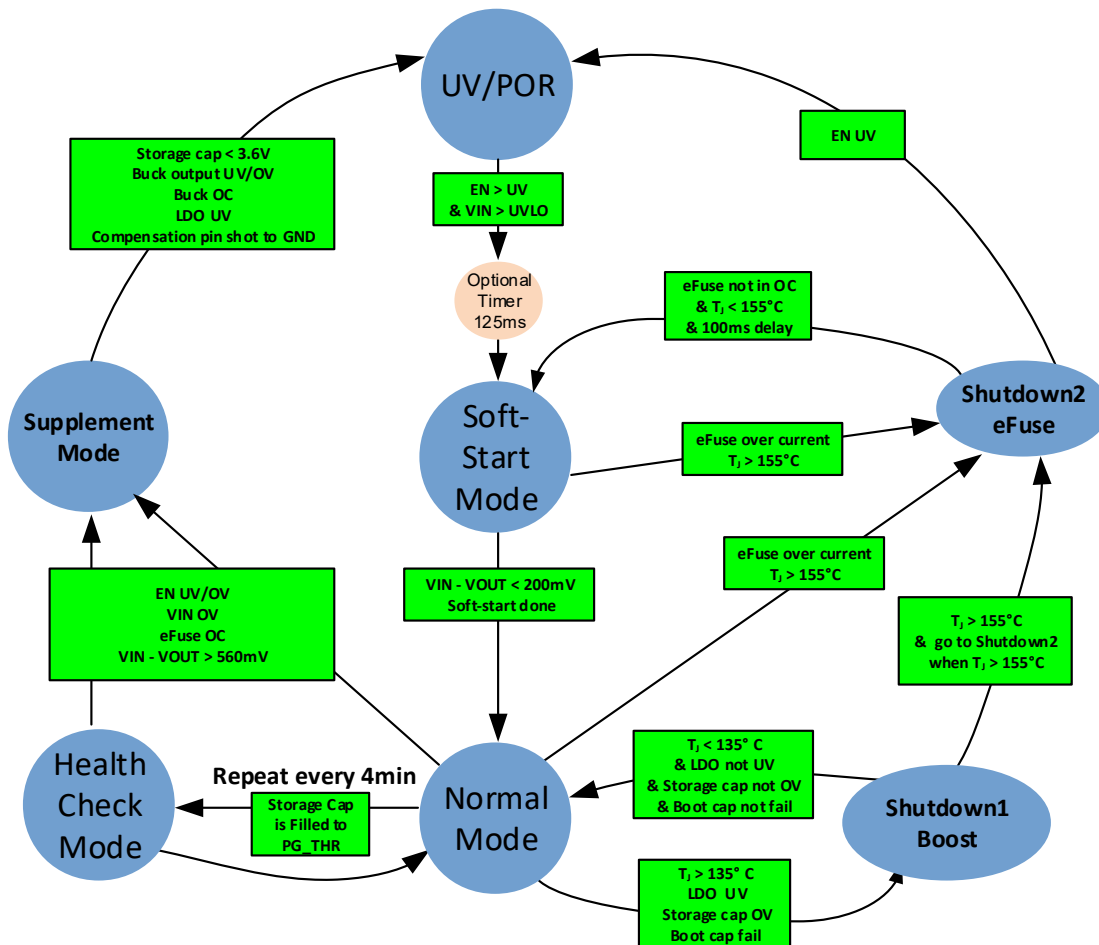 UV/POR
Storage cap < 3.6V
Buck output UV/OV
Buck OC
LDO UV
Compensation pin shot to GND
EN UV
EN > UV
& VIN > UVLO
Optional
Timer
125ms
eFuse not in OC
& TJ < 155°C
& 100ms delay
Supplement
Mode
Soft-
Start
Mode
Shutdown2
eFuse
eFuse over current
TJ > 155°C
eFuse over current
TJ > 155°C
VIN - VOUT < 200mV
Soft-start done
EN UV/OV
VIN OV
eFuse OC
VIN - VOUT > 560mV
TJ > 155°C
& go to Shutdown2
when TJ > 155°C
Health
Check
Mode
Repeat every 4min
Storage Cap
is Filled to
PG_THR
Normal
Mode
TJ < 135° C
& LDO not UV
& Storage cap not OV
& Boot cap not fail
Shutdown1
Boost
TJ > 135° C
LDO UV
Storage cap OV
Boot cap fail